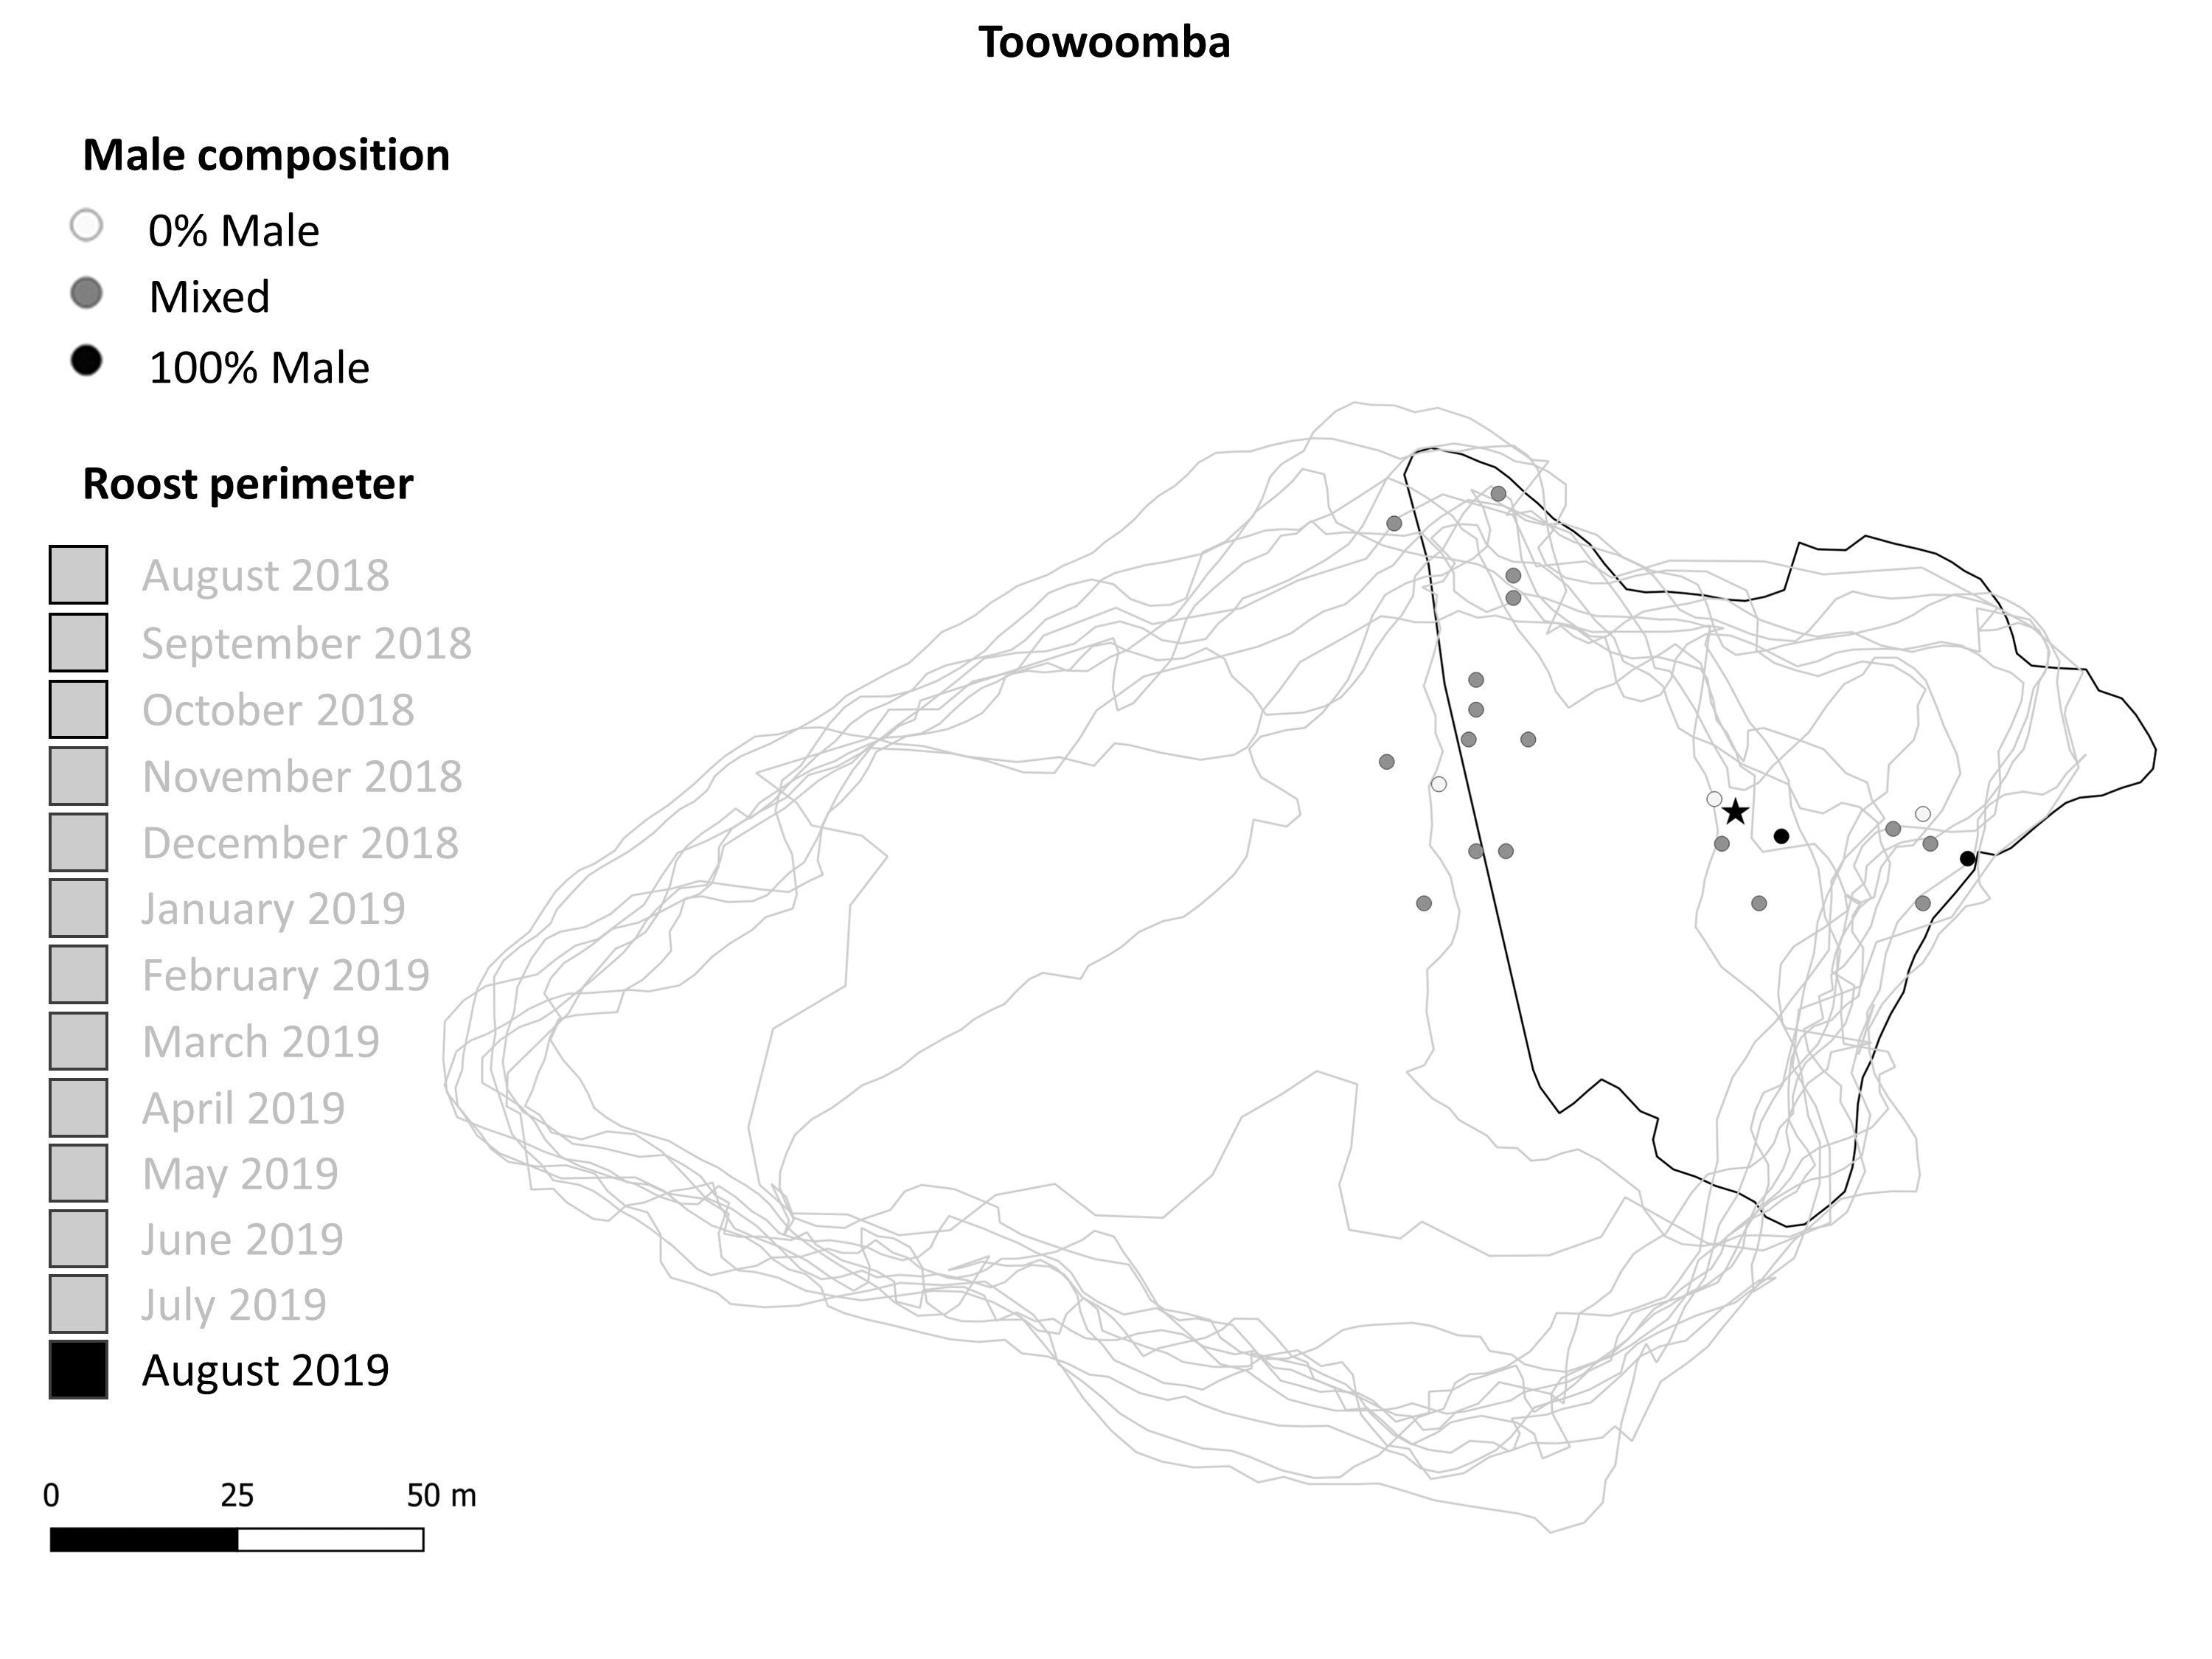 Toowoomba
Male composition
0% Male
Mixed
100% Male
Roost perimeter
August 2018
September 2018
October 2018
November 2018
December 2018
January 2019
February 2019
March 2019
April 2019
May 2019
June 2019
July 2019
August 2019
0 25 50 m